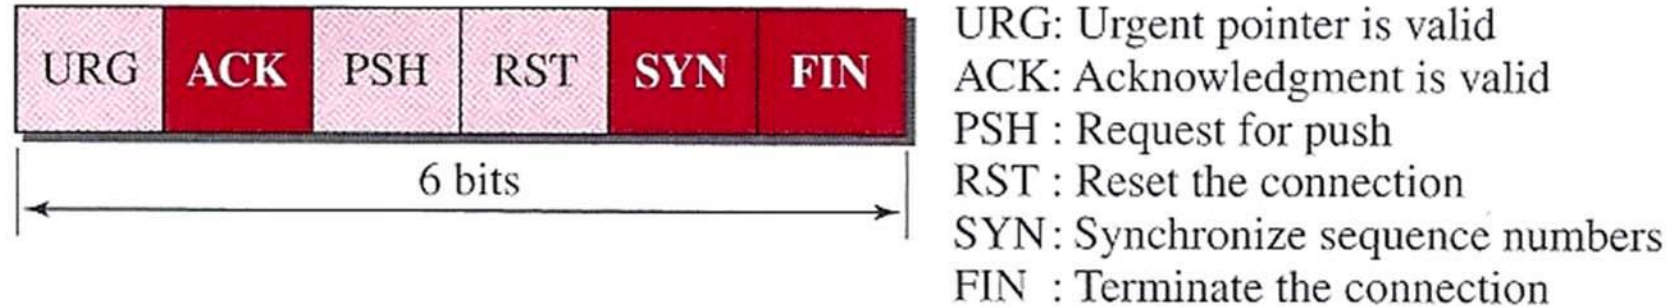 URG ACK PSH RST SYN FIN
6 bits
URG: Urgent pointer is valid
ACK: Acknowledgment is valid
PSH : Request for push
RST : Reset the connection
SYN: Synchronize sequence numbers
FIN : Terminate the connection